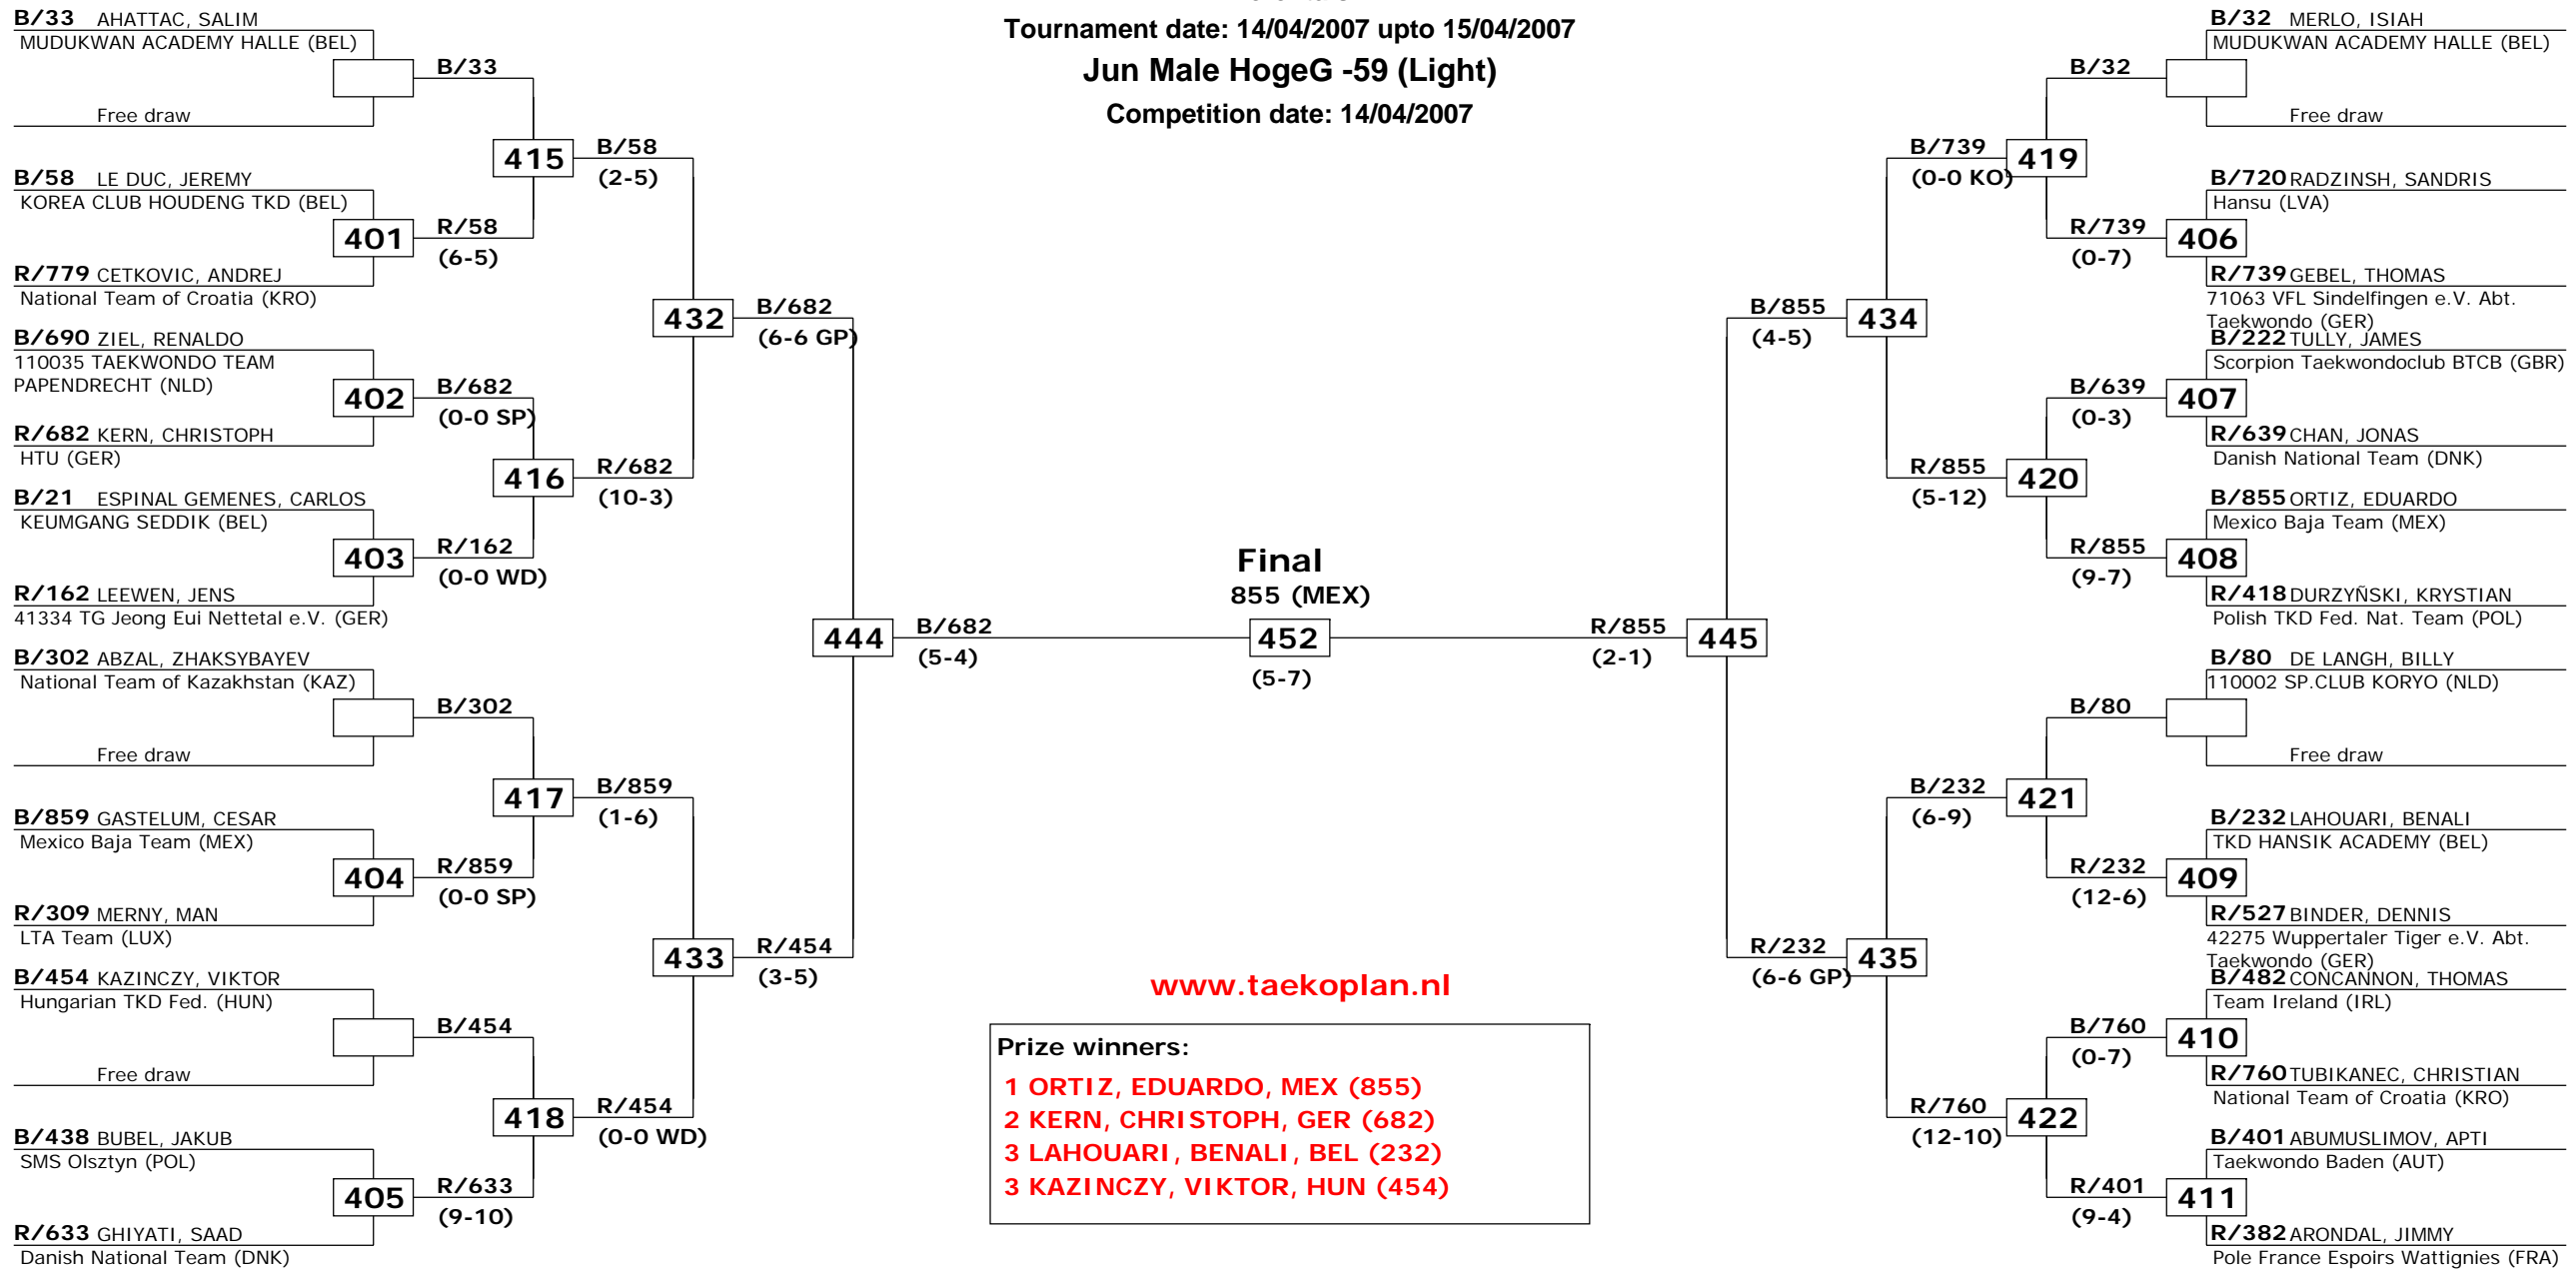 Tournament date: 14/04/2007 upto 15/04/2007
Jun Male HogeG -59 (Light)
Competition date: 14/04/2007
B/33 AHATTAC, SALIM
MUDUKWAN ACADEMY HALLE (BEL)
B/33
Free draw
415
B/58
(2-5)
B/58 LE DUC, JEREMY
KOREA CLUB HOUDENG TKD (BEL)
401
R/58
(6-5)
R/779 CETKOVIC, ANDREJ
National Team of Croatia (KRO)
432
B/682
(6-6 GP)
B/690 ZIEL, RENALDO
110035 TAEKWONDO TEAM
PAPENDRECHT (NLD)
402
B/682
(0-0 SP)
R/682 KERN, CHRISTOPH
HTU (GER)
416
R/682
(10-3)
B/21 ESPINAL GEMENES, CARLOS
KEUMGANG SEDDIK (BEL)
403
R/162
(0-0 WD)
R/162 LEEWEN, JENS
41334 TG Jeong Eui Nettetal e.V. (GER)
444
B/682
(5-4)
B/302 ABZAL, ZHAKSYBAYEV
National Team of Kazakhstan (KAZ)
B/302
Free draw
417
B/859
(1-6)
B/859 GASTELUM, CESAR
Mexico Baja Team (MEX)
404
R/859
(0-0 SP)
R/309 MERNY, MAN
LTA Team (LUX)
433
R/454
(3-5)
B/454 KAZINCZY, VIKTOR
Hungarian TKD Fed. (HUN)
B/454
Free draw
418
R/454
(0-0 WD)
B/438 BUBEL, JAKUB
SMS Olsztyn (POL)
405
R/633
(9-10)
R/633 GHIYATI, SAAD
Danish National Team (DNK)
Final
855 (MEX)
452
(5-7)
www.taekoplan.nl
Prize winners:
1 ORTIZ, EDUARDO, MEX (855)
2 KERN, CHRISTOPH, GER (682)
3 LAHOUARI, BENALI, BEL (232)
3 KAZINCZY, VIKTOR, HUN (454)
B/32 MERLO, ISIAH
MUDUKWAN ACADEMY HALLE (BEL)
B/32
Free draw
B/739
(0-0 KO)
419
B/720 RADZINSH, SANDRIS
Hansu (LVA)
R/739
(0-7)
406
R/739 GEBEL, THOMAS
71063 VFL Sindelfingen e.V. Abt.
Taekwondo (GER)
B/855
(4-5)
434
B/222 TULLY, JAMES
Scorpion Taekwondoclub BTCB (GBR)
B/639
(0-3)
407
R/639 CHAN, JONAS
Danish National Team (DNK)
R/855
(5-12)
420
B/855 ORTIZ, EDUARDO
Mexico Baja Team (MEX)
R/855
(9-7)
408
R/418 DURZYÑSKI, KRYSTIAN
Polish TKD Fed. Nat. Team (POL)
R/855
(2-1)
445
B/80 DE LANGH, BILLY
110002 SP.CLUB KORYO (NLD)
B/80
Free draw
B/232
(6-9)
421
B/232 LAHOUARI, BENALI
TKD HANSIK ACADEMY (BEL)
R/232
(12-6)
409
R/527 BINDER, DENNIS
42275 Wuppertaler Tiger e.V. Abt.
Taekwondo (GER)
R/232
(6-6 GP)
435
B/482 CONCANNON, THOMAS
Team Ireland (IRL)
B/760
(0-7)
410
R/760 TUBIKANEC, CHRISTIAN
National Team of Croatia (KRO)
R/760
(12-10)
422
B/401 ABUMUSLIMOV, APTI
Taekwondo Baden (AUT)
R/401
(9-4)
411
R/382 ARONDAL, JIMMY
Pole France Espoirs Wattignies (FRA)